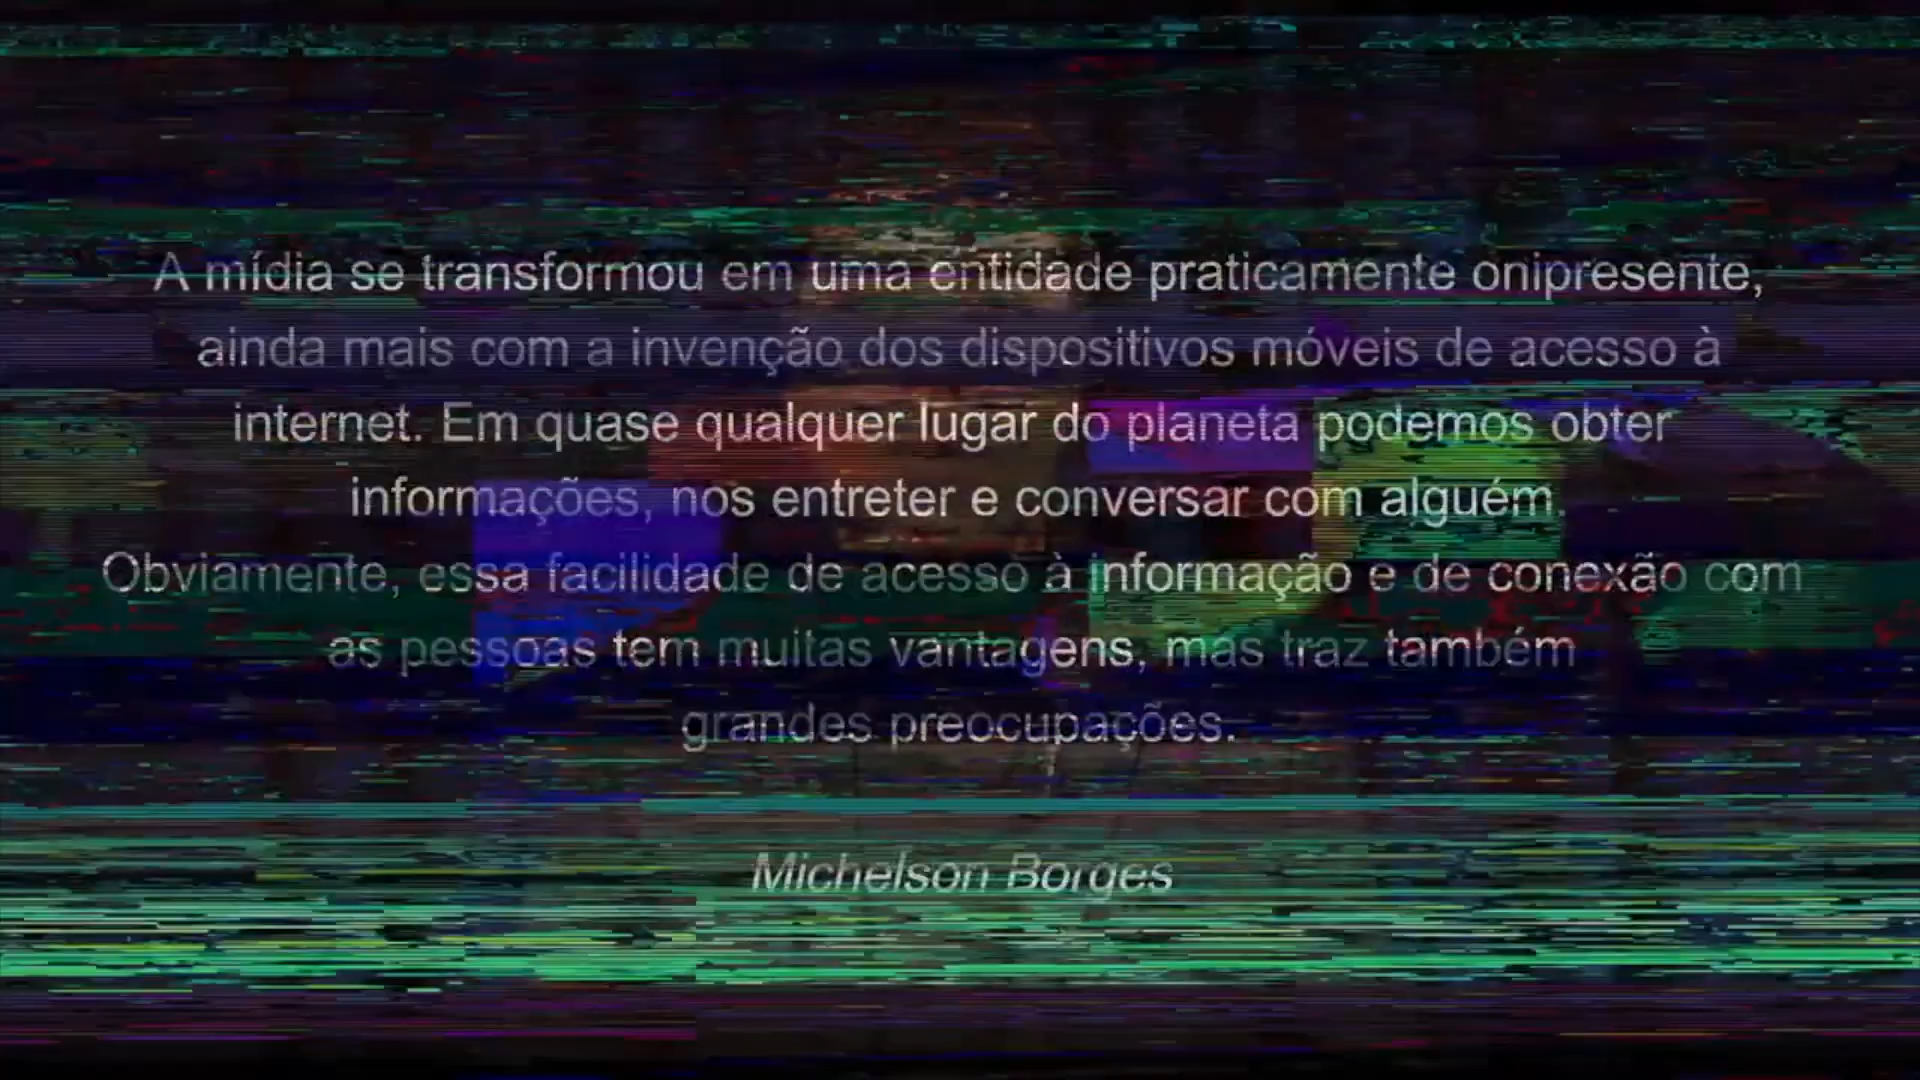 A mídia se transformou em uma entidade praticamente onipresente,
ainda mais com a invenção dos dispositivos móveis de acesso à
internet. Em quase qualquer lugar do planeta podemos obter
informações, nos entreter e conversar com alguém.
Obviamente, essa facilidade de acesso à informação e de conexão com
as pessoas tem muitas vantagens, mas traz também
grandes preocupações.
Michelson Borges